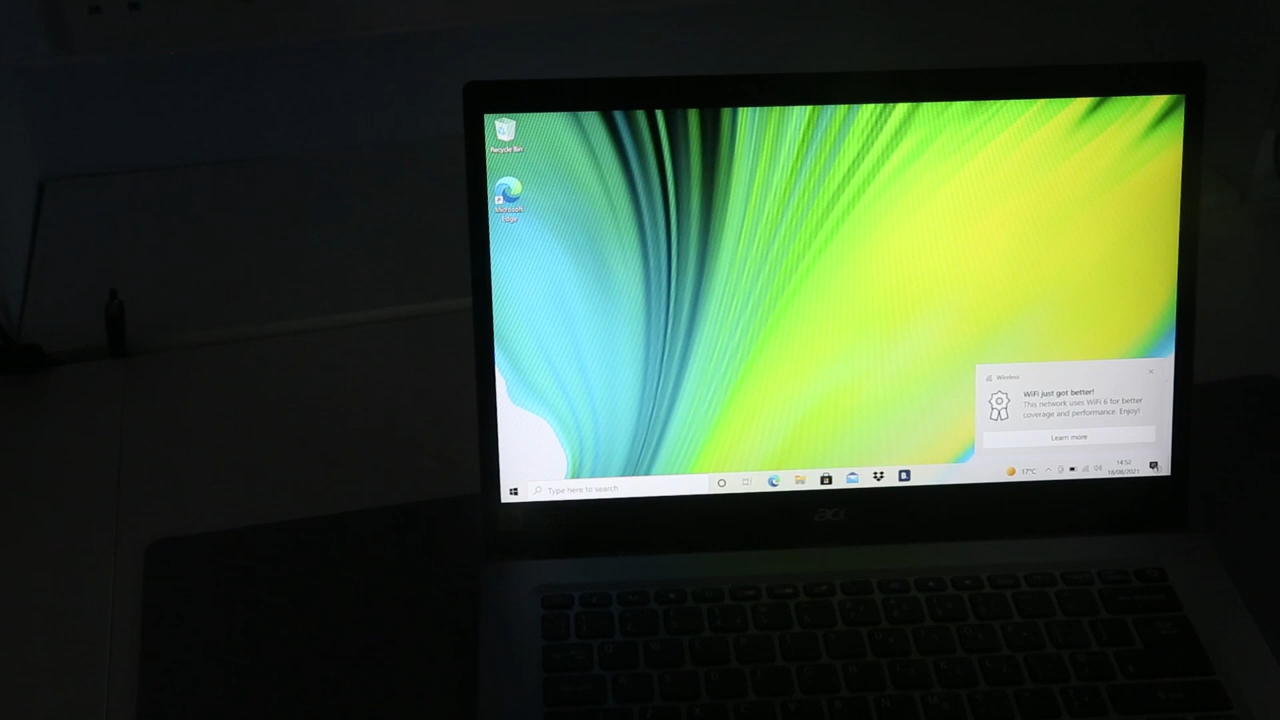 Recycle Bin
Microsoft
Edge
Wireless
WiFi just got better!
This network uses WiFi 6 for better
coverage and performance. Enjoy!
Learn more
Type here to search
B.
17°C
14:52
18/08/2021
acer